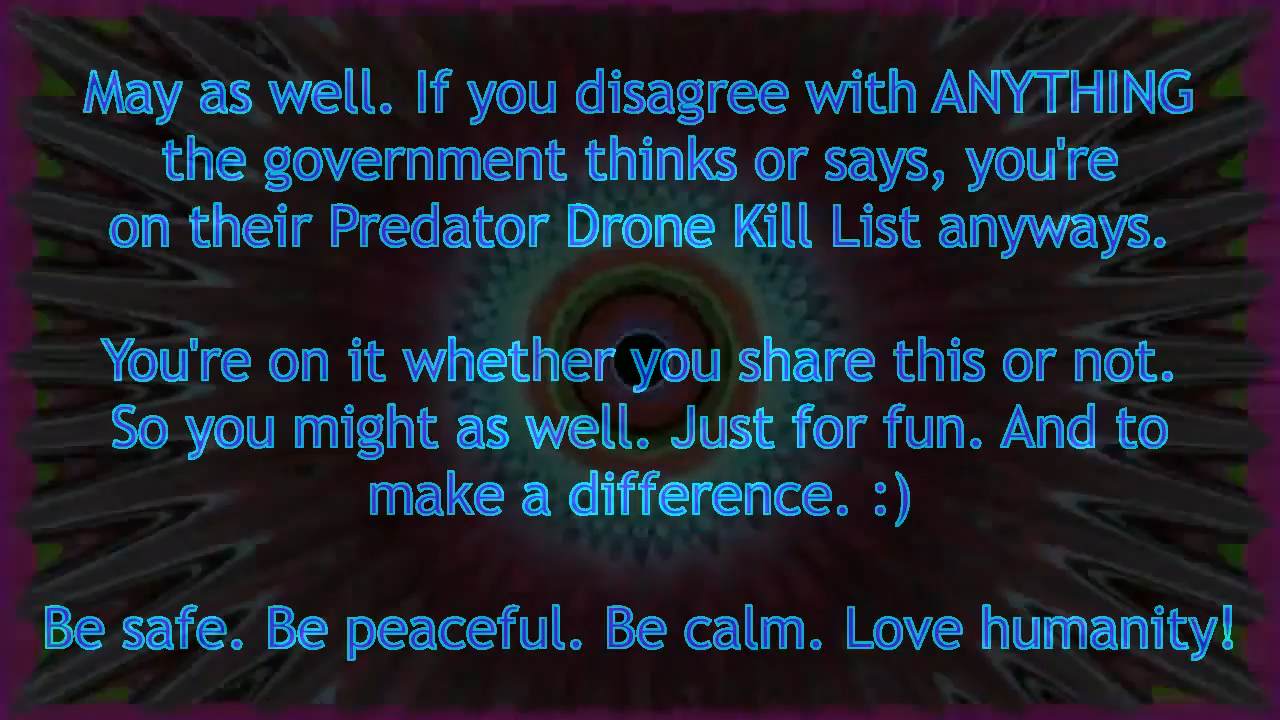 May as well. If you disagree with ANYTHING
the government thinks or says, you're
on their Predator Drone Kill List anyways.
You're on it whether you share this or not.
So you might as well. Just for fun. And to
make a difference. :)
Be safe. Be peaceful. Be calm. Love humanity!